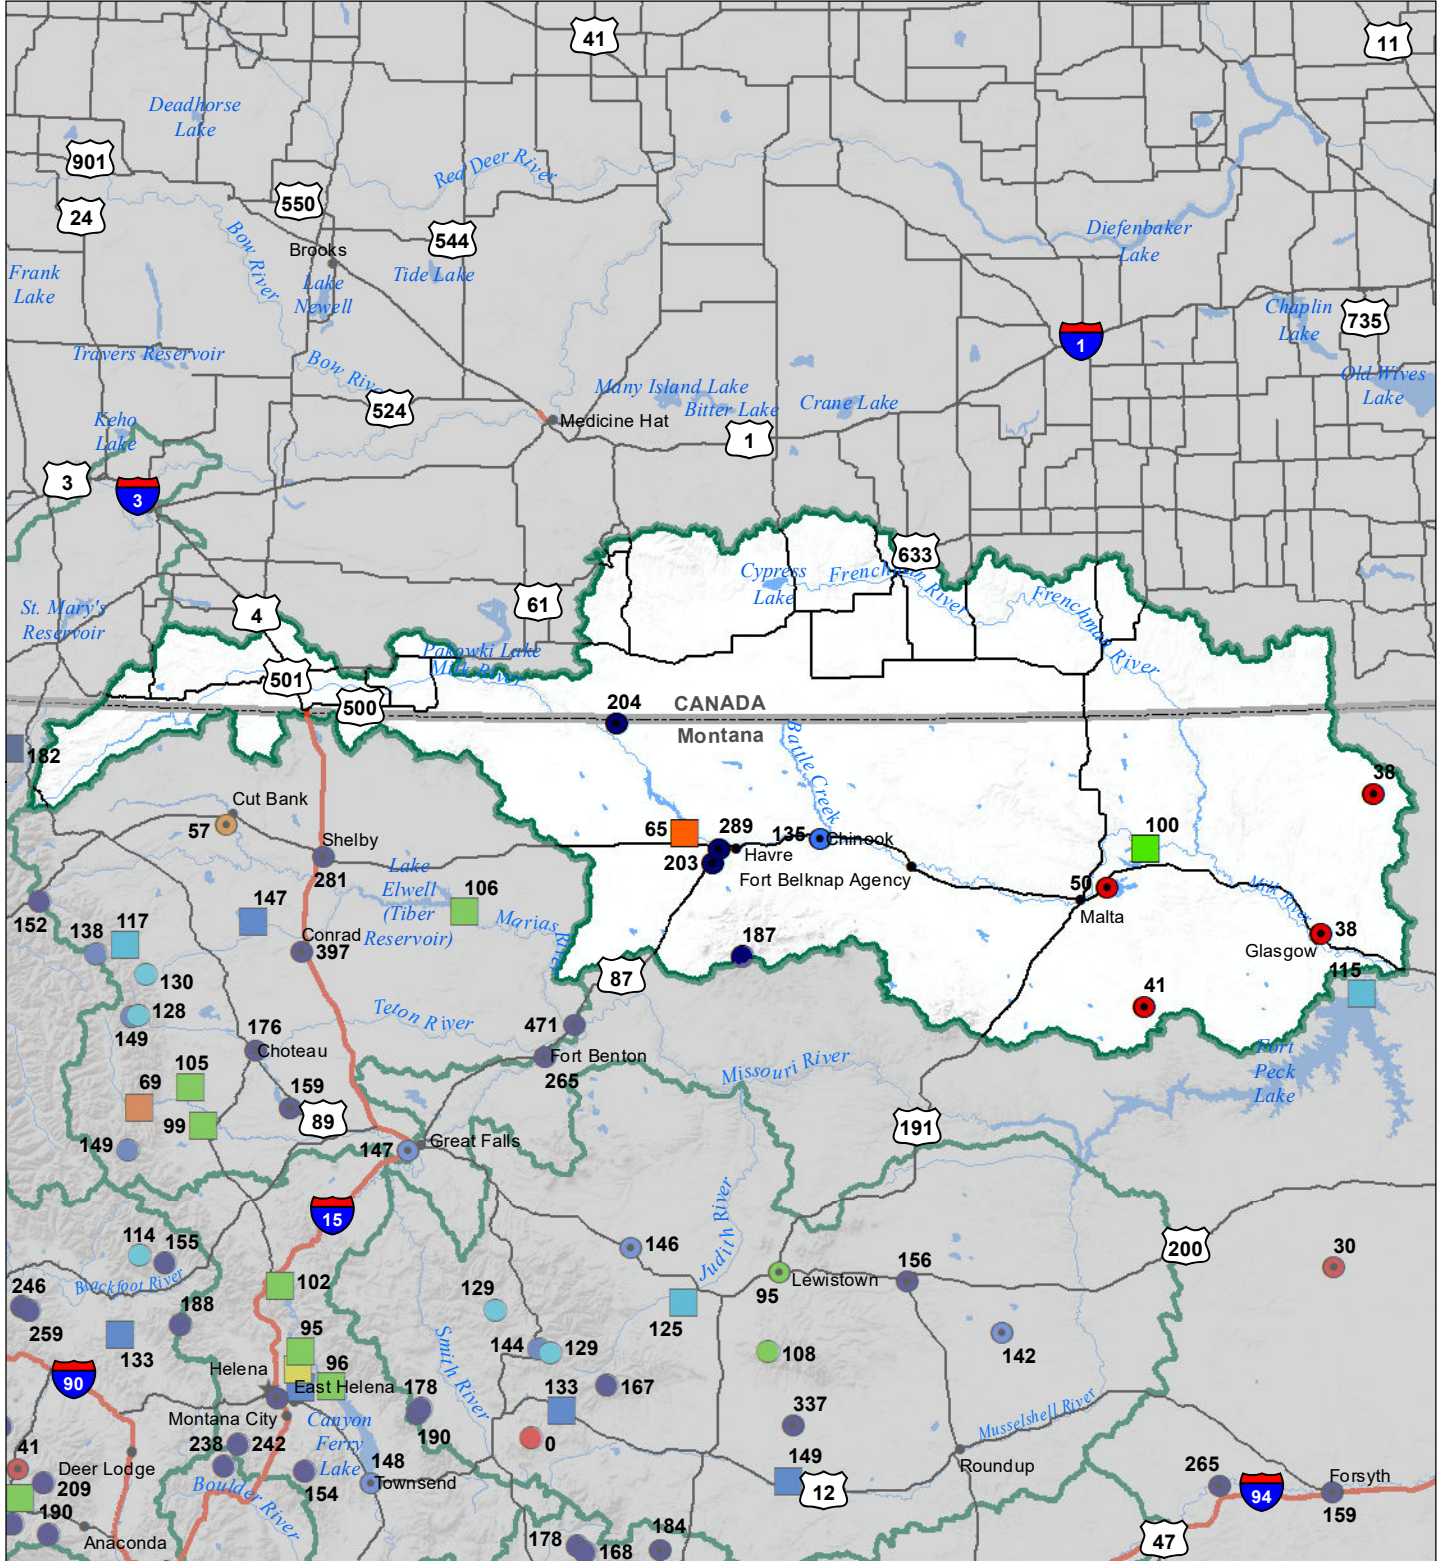 41
11
Deadhorse
Lake
901
Red Deer River
550
24
Bow River
544
Brooks
Diefenbaker
Lake
Frank
Lake
Lake
Newell
Tide Lake
Chaplin
Lake
735
1
Travers Reservoir
Bow Rive
Many Island Lake
Old Wives
Lake
524
Bitter Lake
Crane Lake
Keho
Lake
Medicine Hat
1
3
3
633
Cypress
Lake
Frenchman River
Frenchman River
61
4
St. Mary's
Reservoir
Pakowki Lake
Milk River
501
500
204
CANADA
Montana
Battle Creek
182
38
Cut Bank
57
65
289
135
Chinook
100
Shelby
Havre
203
Fort Belknap Agency
281
Lake
Elwell
(Tiber
Reservoir)
106
50
Malta
Milk River
152
147
Marias River
138
117
Conrad
397
187
38
Glasgow
130
87
115
128
149
Teton River
471
41
176
Choteau
Fort Benton
265
Missouri River
Fort
Peck
Lake
105
69
159
89
99
191
149
147
Great Falls
Judith River
15
114
155
146
200
30
Blackfoot River
156
246
102
129
Lewistown
95
259
188
125
133
95
Smith River
144
129
108
142
90
Helena
96
East Helena
178
133
167
Montana City
Canyon
Ferry
Lake
337
Musselshell River
238
242
190
0
41
Deer Lodge
209
148
Townsend
149
12
Roundup
265
Forsyth
154
Boulder River
94
159
190
Anaconda
178
168
184
47